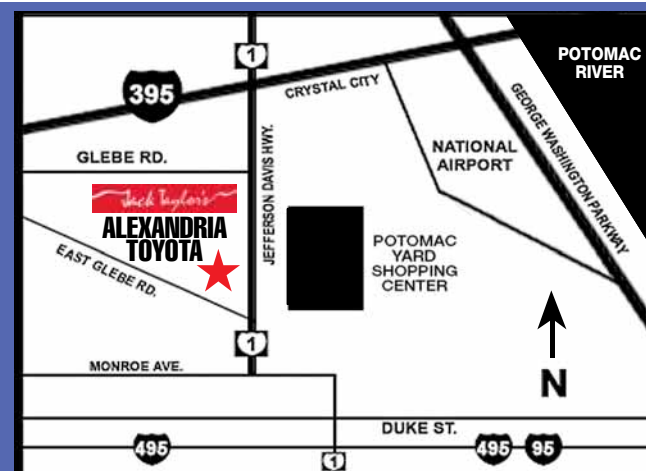 1
POTOMAC
RIVER
395
CRYSTAL CITY
GEORGE WASHINGTON PARKWAY
JEFFERSON DAVIS HWY.
GLEBE RD.
NATIONAL
AIRPORT
Jack Taylor's
ALEXANDRIA
TOYOTA
EAST GLEBE RD.
POTOMAC
YARD
SHOPPING
CENTER
1
MONROE AVE.
N
DUKE ST.
495
1
495
95